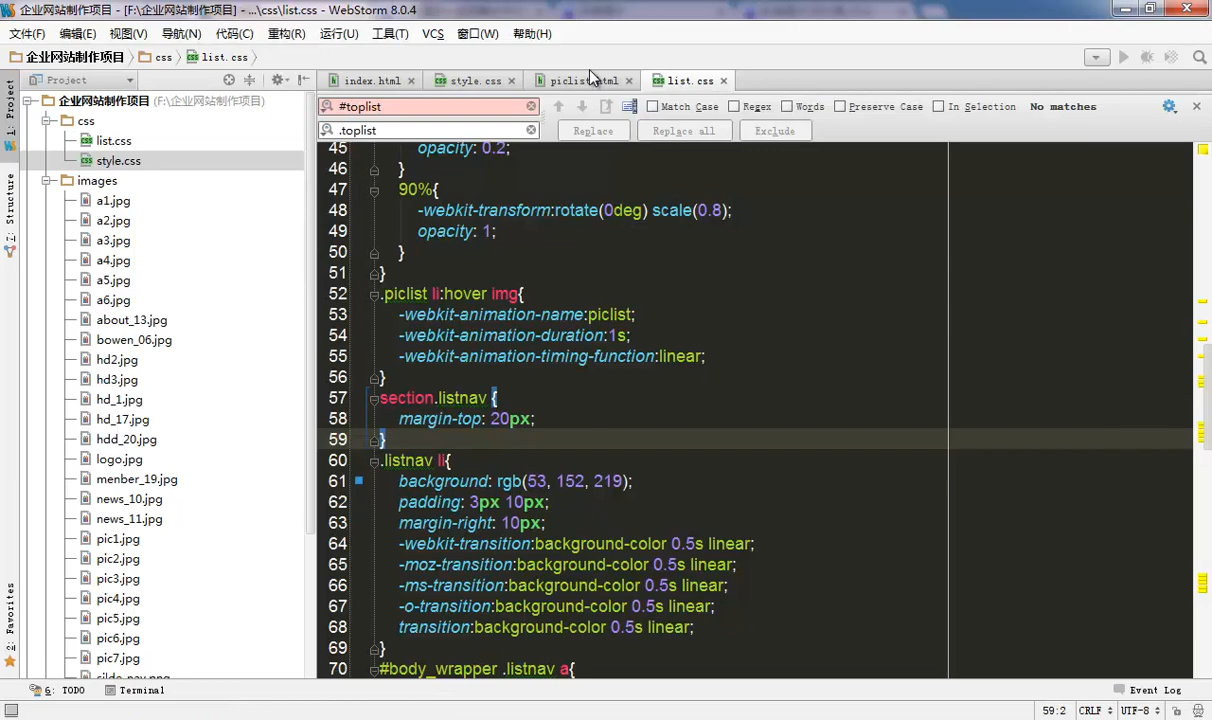 企业网站制作项目 - [F:\企业网站制作项目] - ...\css\list.css - WebStorm 8.0.4
文件(F) 编辑(E) 视图(V) 导航(N) 代码(C) 重构(R) 运行(U) 工具(T) VCS 窗口(W) 帮助(H)
企业网站制作项目 css list.css
1: Project
Z: Structure
2: Favorites
Project
企业网站制作项目 (F:\企业网站制作项目)
css
list.css
style.css
images
a1.jpg
a2.jpg
a3.jpg
a4.jpg
a5.jpg
a6.jpg
about_13.jpg
bowen_06.jpg
hd2.jpg
hd3.jpg
hd_1.jpg
hd_17.jpg
hdd_20.jpg
logo.jpg
menber_19.jpg
news_10.jpg
news_11.jpg
pic1.jpg
pic2.jpg
pic3.jpg
pic4.jpg
pic5.jpg
pic6.jpg
pic7.jpg
index.html style.css list.css
#toplist Match Case Regex Words Preserve Case In Selection No matches
.toplist Replace Replace all Exclude
45 opacity: 0.2;
46 }
47 90%{
48 -webkit-transform:rotate(0deg) scale(0.8);
49 opacity: 1;
50 }
51 }
52 .piclist li:hover img{
53 -webkit-animation-name:piclist;
54 -webkit-animation-duration:1s;
55 -webkit-animation-timing-function:linear;
56 }
57 section.listnav {
58 margin-top: 20px;
59 }
60 .listnav li{
61 background: rgb(53, 152, 219);
62 padding: 3px 10px;
63 margin-right: 10px;
64 -webkit-transition:background-color 0.5s linear;
65 -moz-transition:background-color 0.5s linear;
66 -ms-transition:background-color 0.5s linear;
67 -o-transition:background-color 0.5s linear;
68 transition:background-color 0.5s linear;
69 }
70 #body_wrapper .listnav a{
6: TODO Terminal Event Log
59:2 CRLF UTF-8